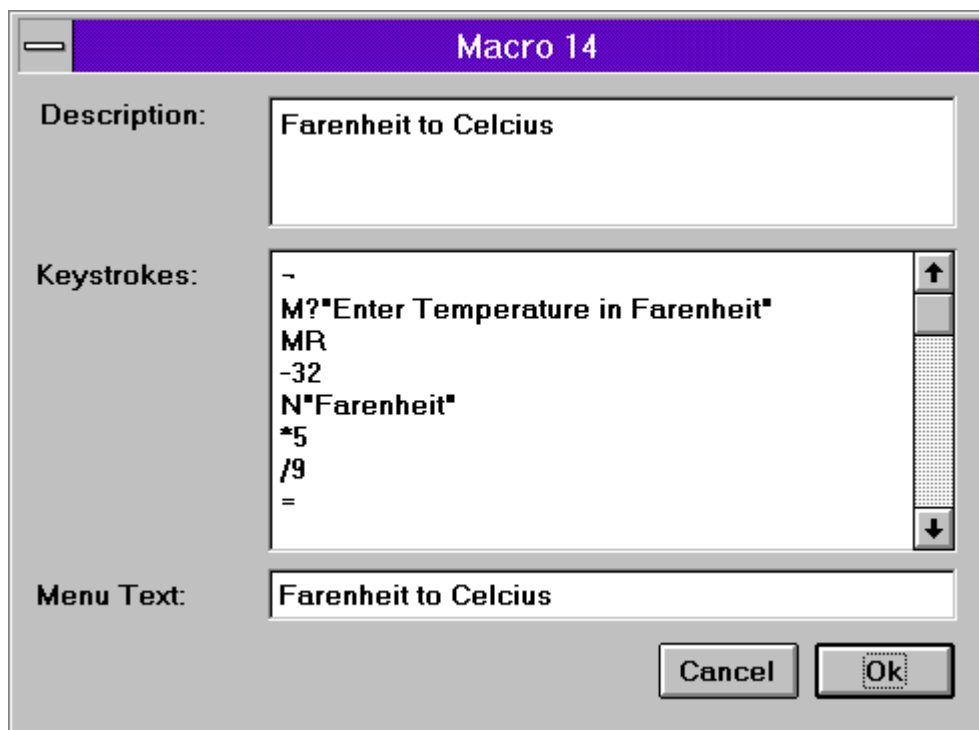 Macro 14
Description:
Farenheit to Celcius
Keystrokes:
¬
M?"Enter Temperature in Farenheit"
MR
-32
N"Farenheit"
*5
/9
=
Menu Text:
Farenheit to Celcius
Cancel
Ok